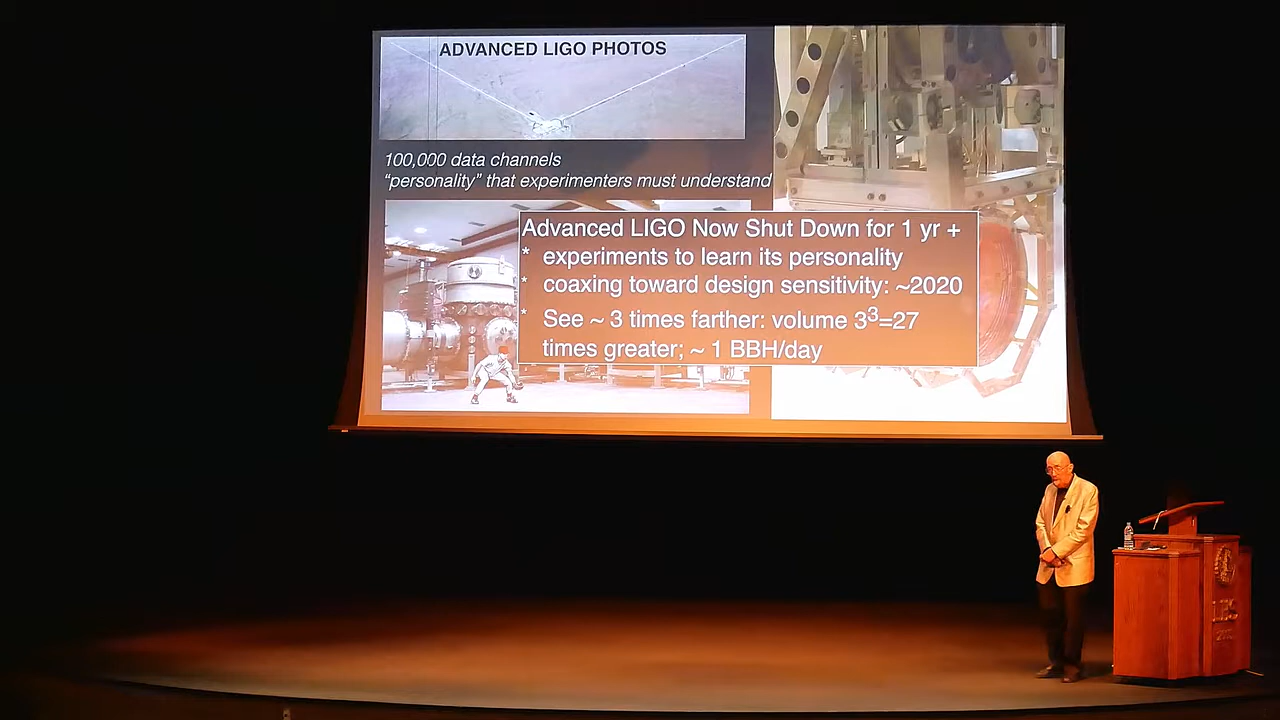 ADVANCED LIGO PHOTOS
100,000 data channels
“personality” that experimenters must understand
Advanced LIGO Now Shut Down for 1 yr +
* experiments to learn its personality
* coaxing toward design sensitivity: ~2020
* See ~ 3 times farther: volume 3³=27
times greater; ~ 1 BBH/day